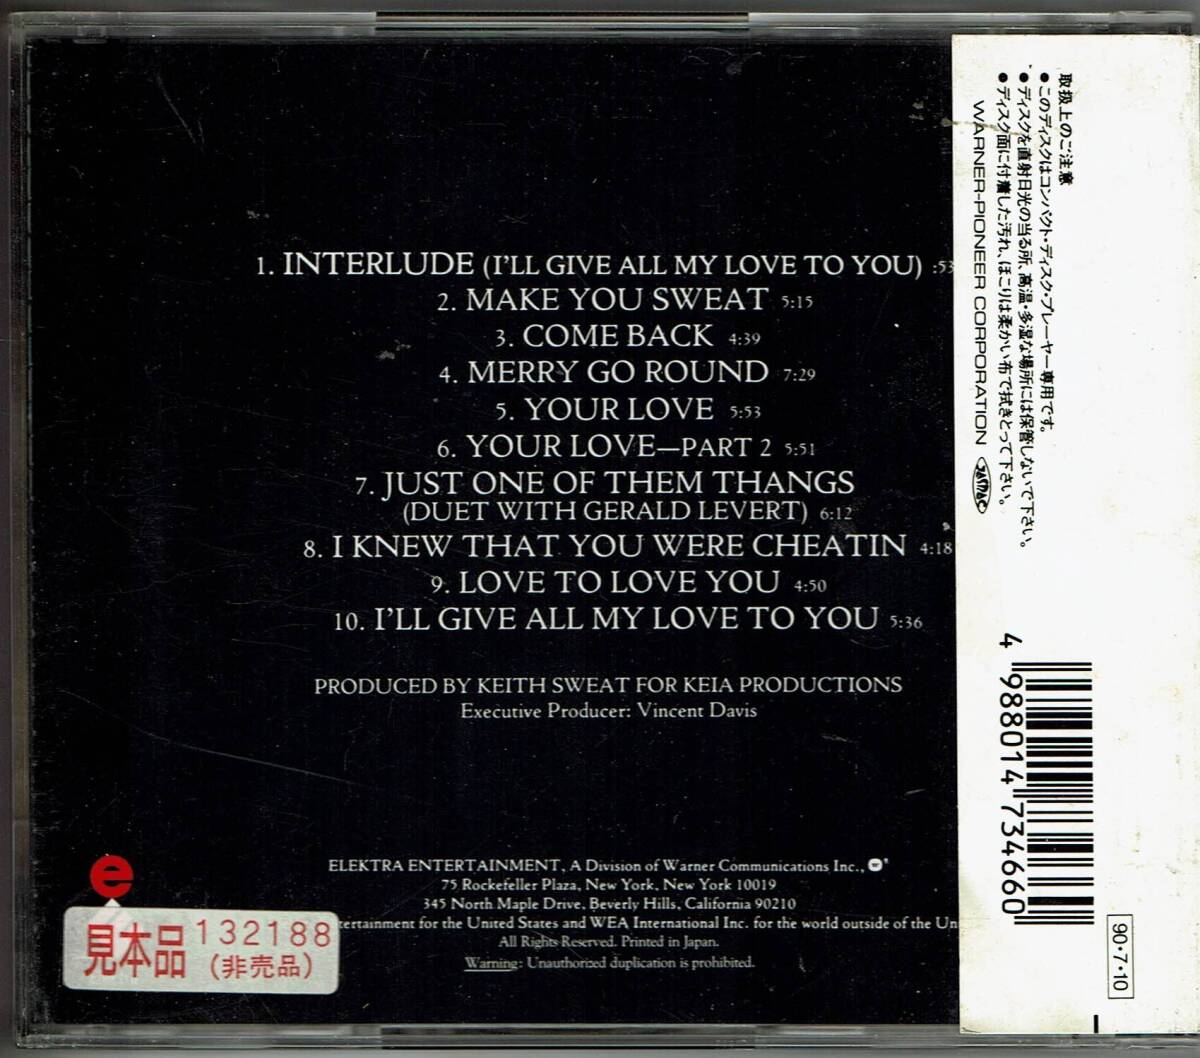 1. INTERLUDE (I'LL GIVE ALL MY LOVE TO YOU) :53
2. MAKE YOU SWEAT 5:15
3. COME BACK 4:39
4. MERRY GO ROUND 7:29
5. YOUR LOVE 5:53
6. YOUR LOVE—PART 2 5:51
7. JUST ONE OF THEM THANGS
(DUET WITH GERALD LEVERT) 6:12
8. I KNEW THAT YOU WERE CHEATIN 4:18
9. LOVE TO LOVE YOU 4:50
10. I'LL GIVE ALL MY LOVE TO YOU 5:36
PRODUCED BY KEITH SWEAT FOR KEIA PRODUCTIONS
Executive Producer: Vincent Davis
ELEKTRA ENTERTAINMENT, A Division of Warner Communications Inc.,
75 Rockefeller Plaza, New York, New York 10019
345 North Maple Drive, Beverly Hills, California 90210
tertainment for the United States and WEA International Inc. for the world outside of the Un
All Rights Reserved. Printed in Japan.
Warning: Unauthorized duplication is prohibited.
e
見本品 132188
(非売品)
取扱上のご注意
●このディスクはコンパクト・ディスク・プレーヤー専用です。
●ディスクを直射日光の当る所、高温・多湿な場所には保管しないで下さい。
●ディスク面に付着した汚れ、ほこりは柔かい布で拭きとって下さい。
WARNER-PIONEER CORPORATION JASRAC
4 988014 734660
90・7・10